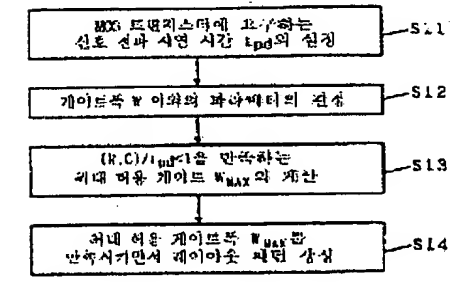 MOS 트랜지스터에 요구하는
신호 전파 지연 시간 tpd의 설정
S11
게이트폭 W 이외의 파라메터의 결정
S12
(R.C)/tpd<1을 만족하는
최대 허용 게이트 WMAX의 계산
S13
최대 허용 게이트폭 WMAX를
만족시키면서 레이아웃 패턴
S14